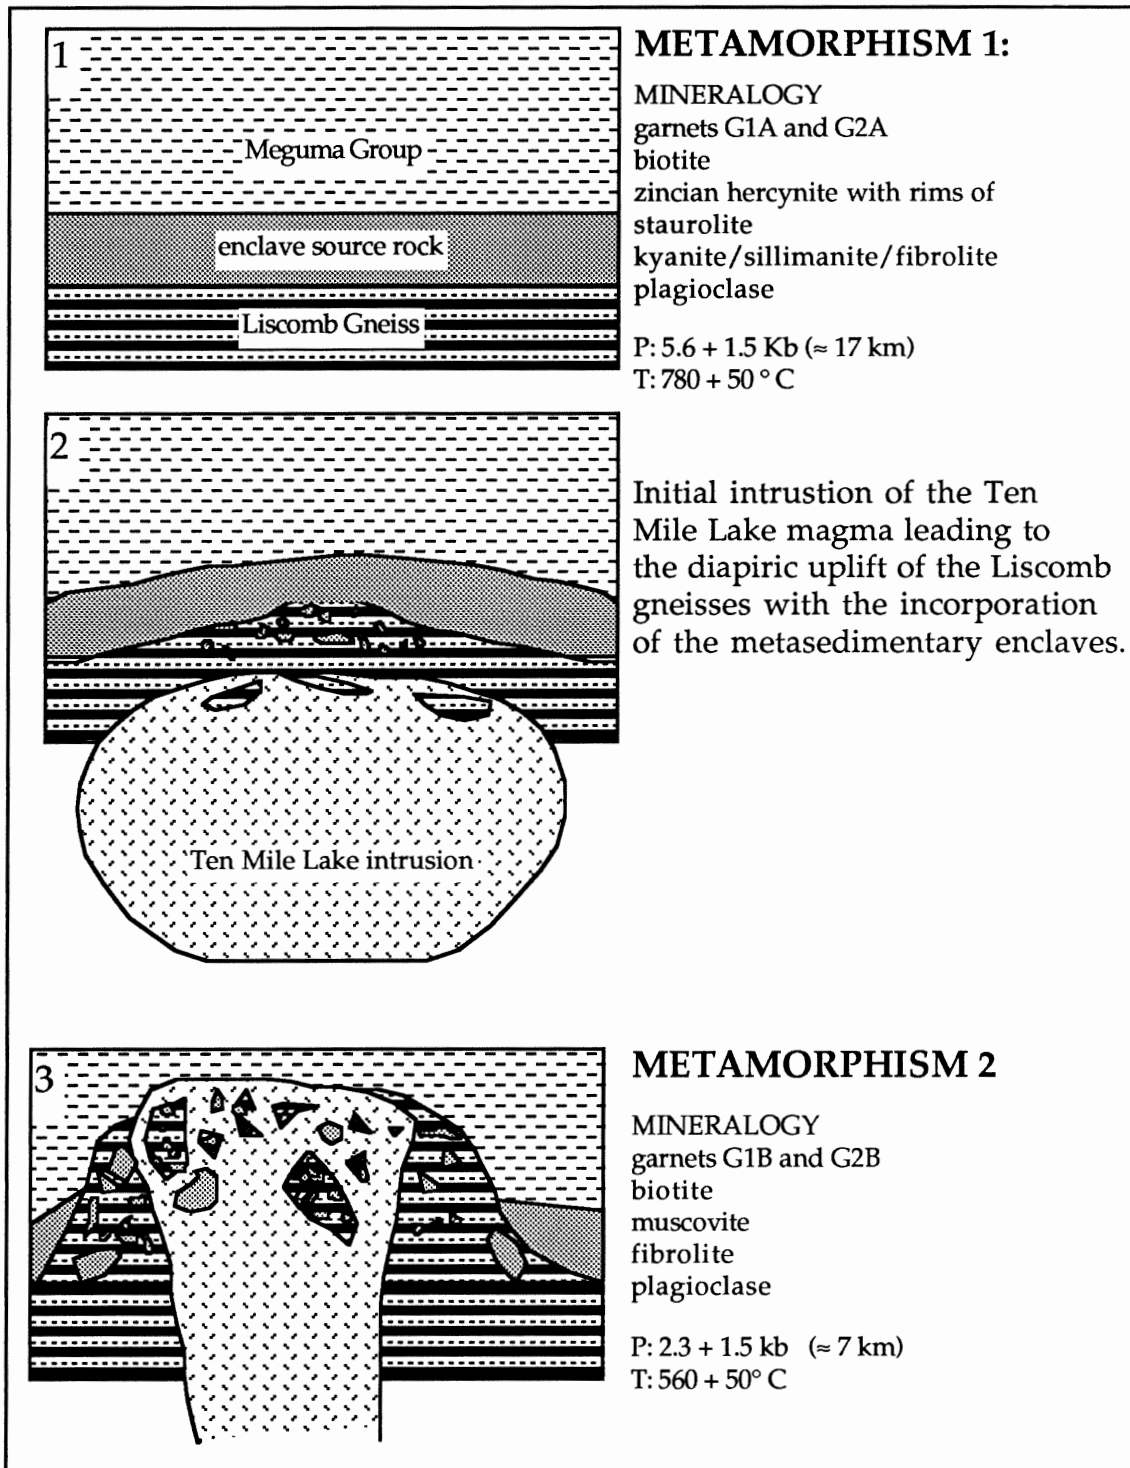 1
Meguma Group
enclave source rock
Liscomb Gneiss
METAMORPHISM 1:
MINERALOGY
garnets G1A and G2A
biotite
zincian hercynite with rims of
staurolite
kyanite/sillimanite/fibrolite
plagioclase
P: 5.6 + 1.5 Kb (≈ 17 km)
T: 780 + 50 ° C
2
Ten Mile Lake intrusion
Initial intrustion of the Ten
Mile Lake magma leading to
the diapiric uplift of the Liscomb
gneisses with the incorporation
of the metasedimentary enclaves.
3
METAMORPHISM 2
MINERALOGY
garnets G1B and G2B
biotite
muscovite
fibrolite
plagioclase
P: 2.3 + 1.5 kb (≈ 7 km)
T: 560 + 50° C